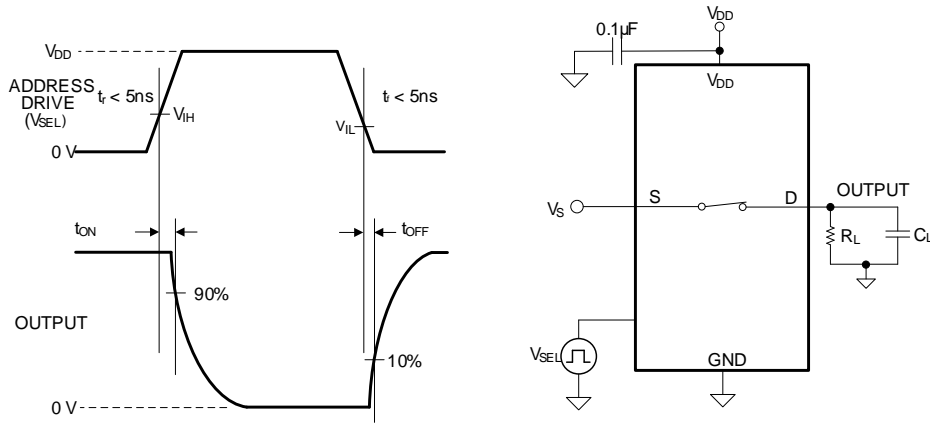 VDD
ADDRESS
DRIVE
(VSEL)
tr < 5ns
VIH
tf < 5ns
VIL
0 V
tON
tOFF
90%
OUTPUT
10%
0 V
VDD
0.1µF
VDD
VS
S
D
OUTPUT
RL
CL
VSEL
GND